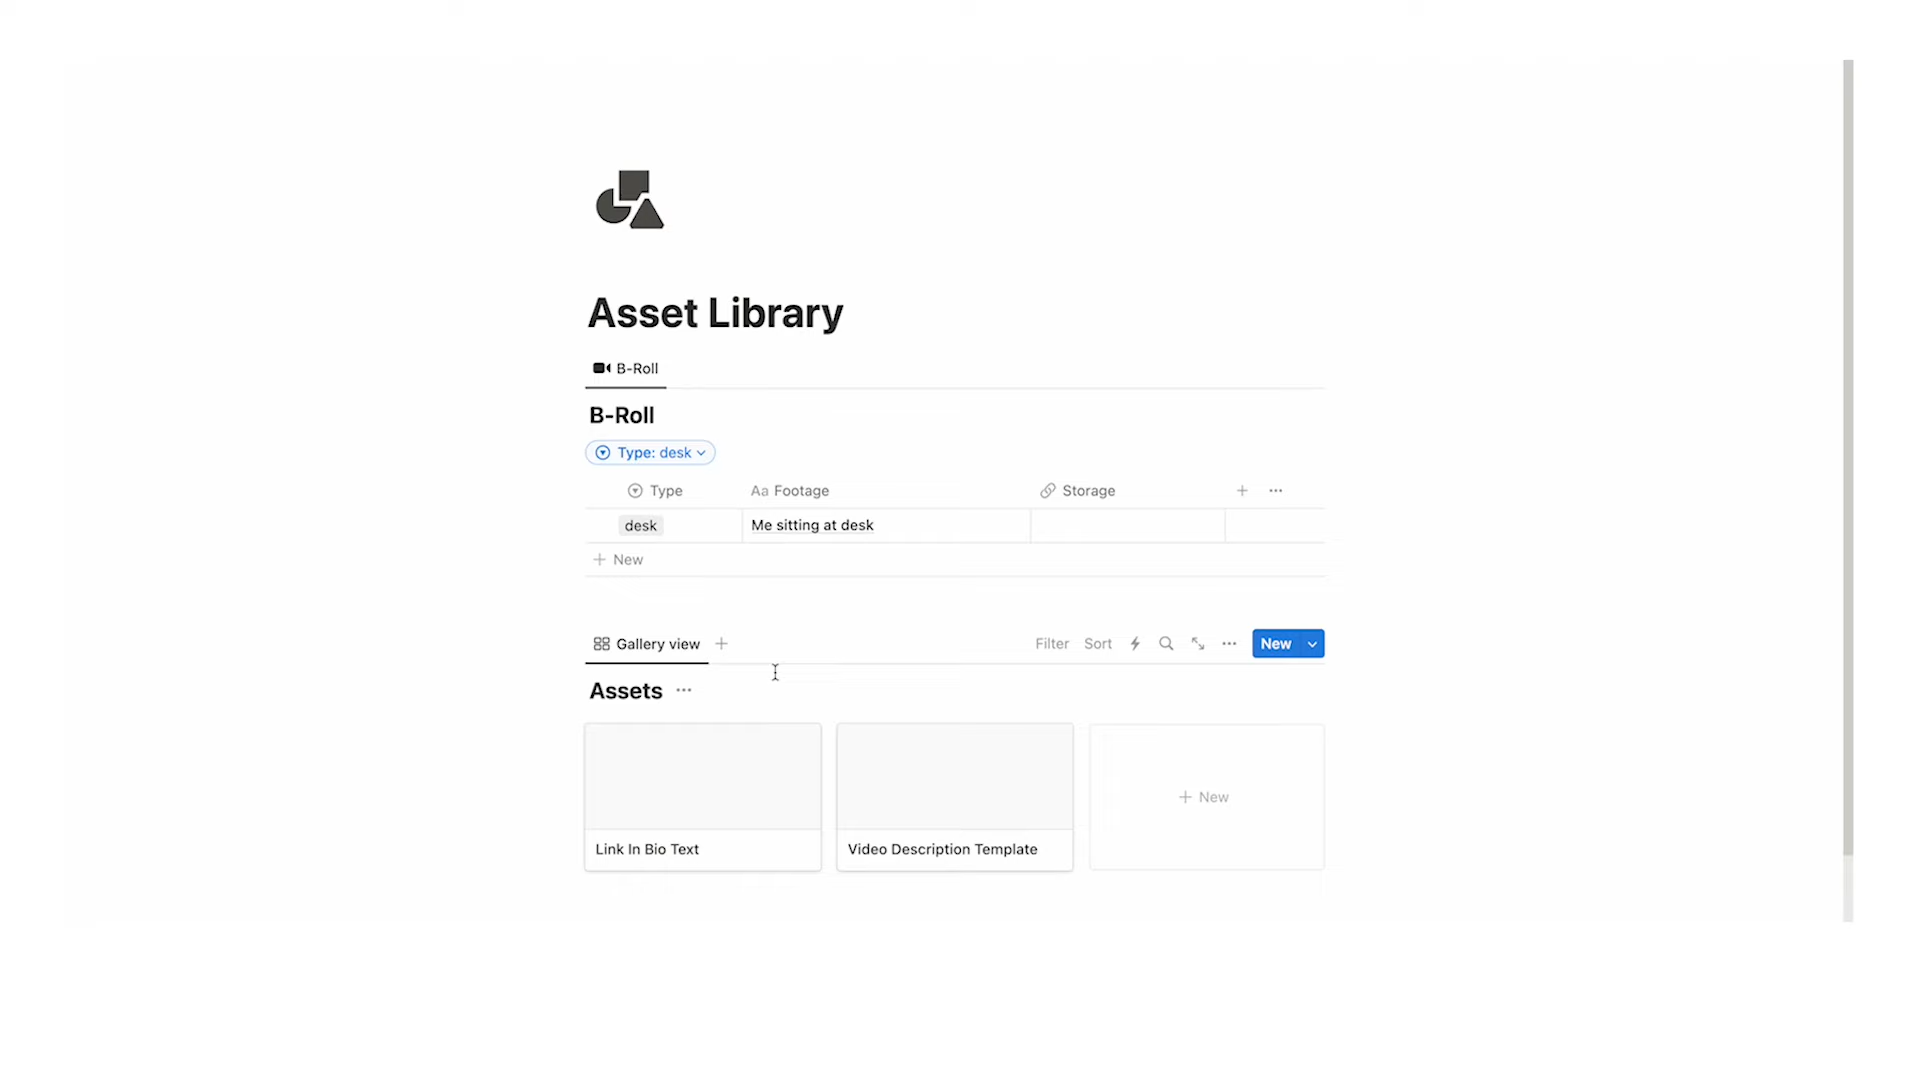 Asset Library
B-Roll
B-Roll
Type: desk
Type Aa Footage Storage
desk Me sitting at desk
+ New
Gallery view + Filter Sort New
Assets
+ New
Link In Bio Text Video Description Template